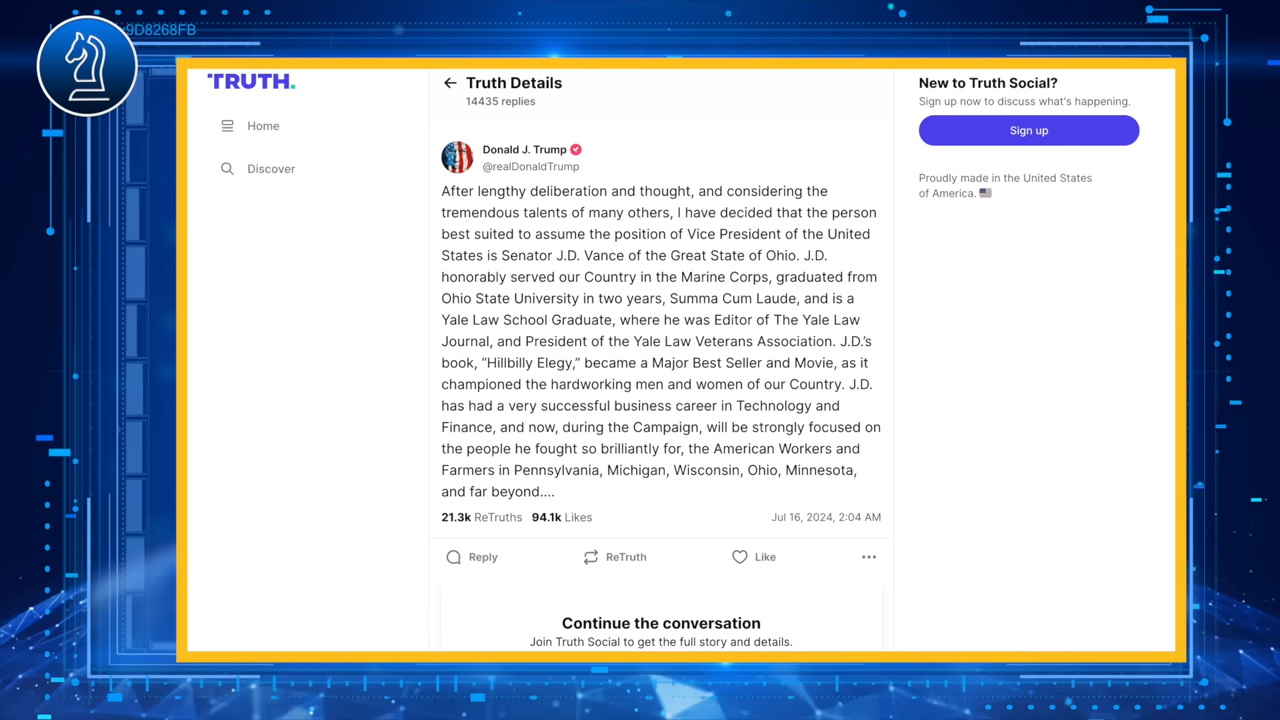 9D8268FB
TRUTH.
Home
Discover
Truth Details
14435 replies
Donald J. Trump
@realDonaldTrump
After lengthy deliberation and thought, and considering the
tremendous talents of many others, I have decided that the person
best suited to assume the position of Vice President of the United
States is Senator J.D. Vance of the Great State of Ohio. J.D.
honorably served our Country in the Marine Corps, graduated from
Ohio State University in two years, Summa Cum Laude, and is a
Yale Law School Graduate, where he was Editor of The Yale Law
Journal, and President of the Yale Law Veterans Association. J.D.’s
book, “Hillbilly Elegy,” became a Major Best Seller and Movie, as it
championed the hardworking men and women of our Country. J.D.
has had a very successful business career in Technology and
Finance, and now, during the Campaign, will be strongly focused on
the people he fought so brilliantly for, the American Workers and
Farmers in Pennsylvania, Michigan, Wisconsin, Ohio, Minnesota,
and far beyond....
21.3k ReTruths 94.1k Likes Jul 16, 2024, 2:04 AM
Reply ReTruth Like
Continue the conversation
Join Truth Social to get the full story and details.
New to Truth Social?
Sign up now to discuss what's happening.
Sign up
Proudly made in the United States
of America. 🇺🇸